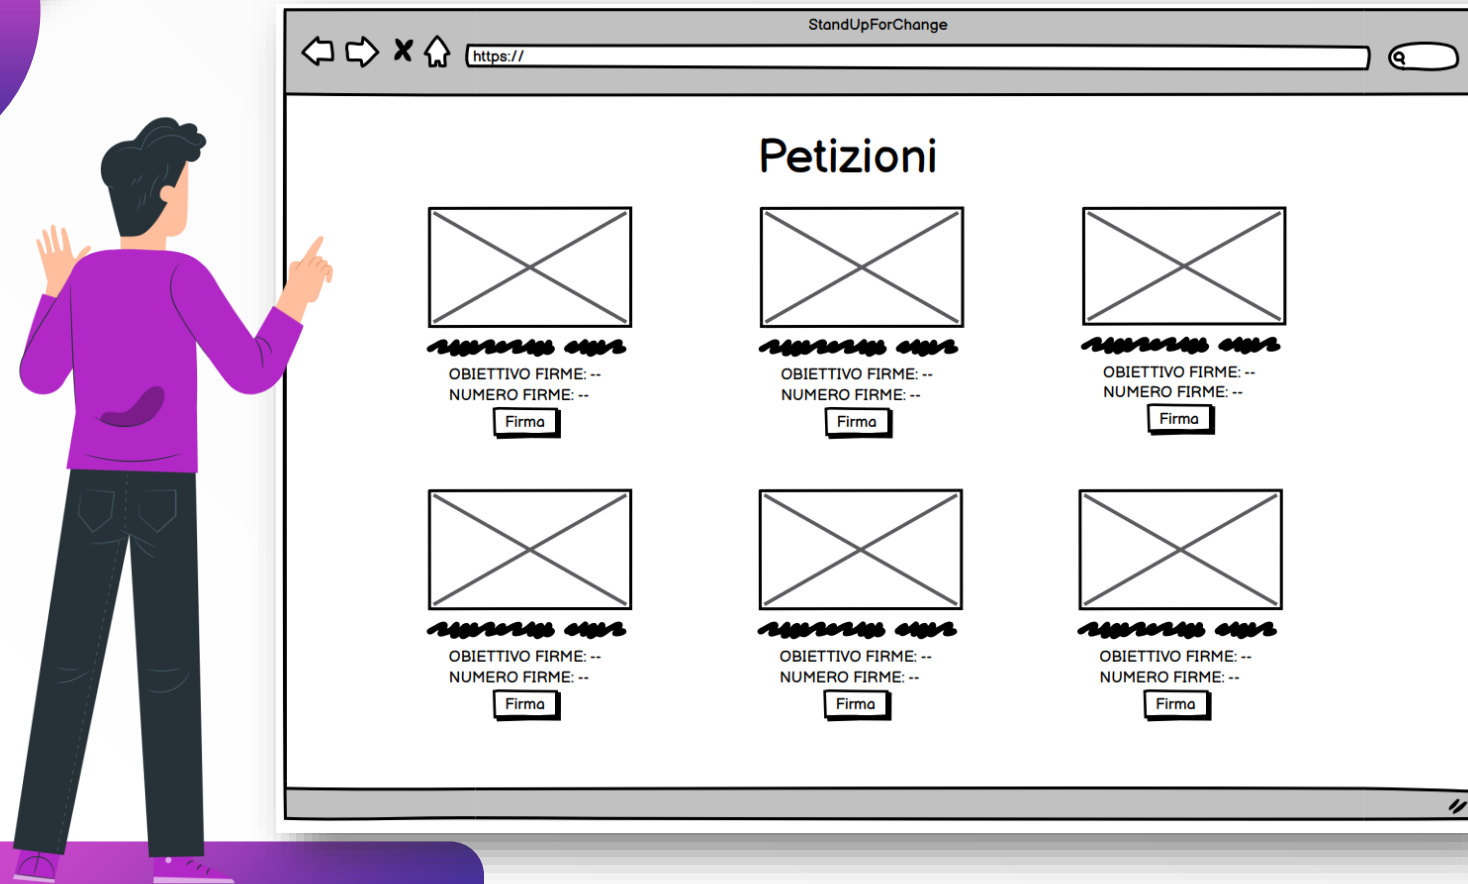 StandUpForChange
https://
Petizioni
OBIETTIVO FIRME: --
NUMERO FIRME: --
Firma
OBIETTIVO FIRME: --
NUMERO FIRME: --
Firma
OBIETTIVO FIRME: --
NUMERO FIRME: --
Firma
OBIETTIVO FIRME: --
NUMERO FIRME: --
Firma
OBIETTIVO FIRME: --
NUMERO FIRME: --
Firma
OBIETTIVO FIRME: --
NUMERO FIRME: --
Firma